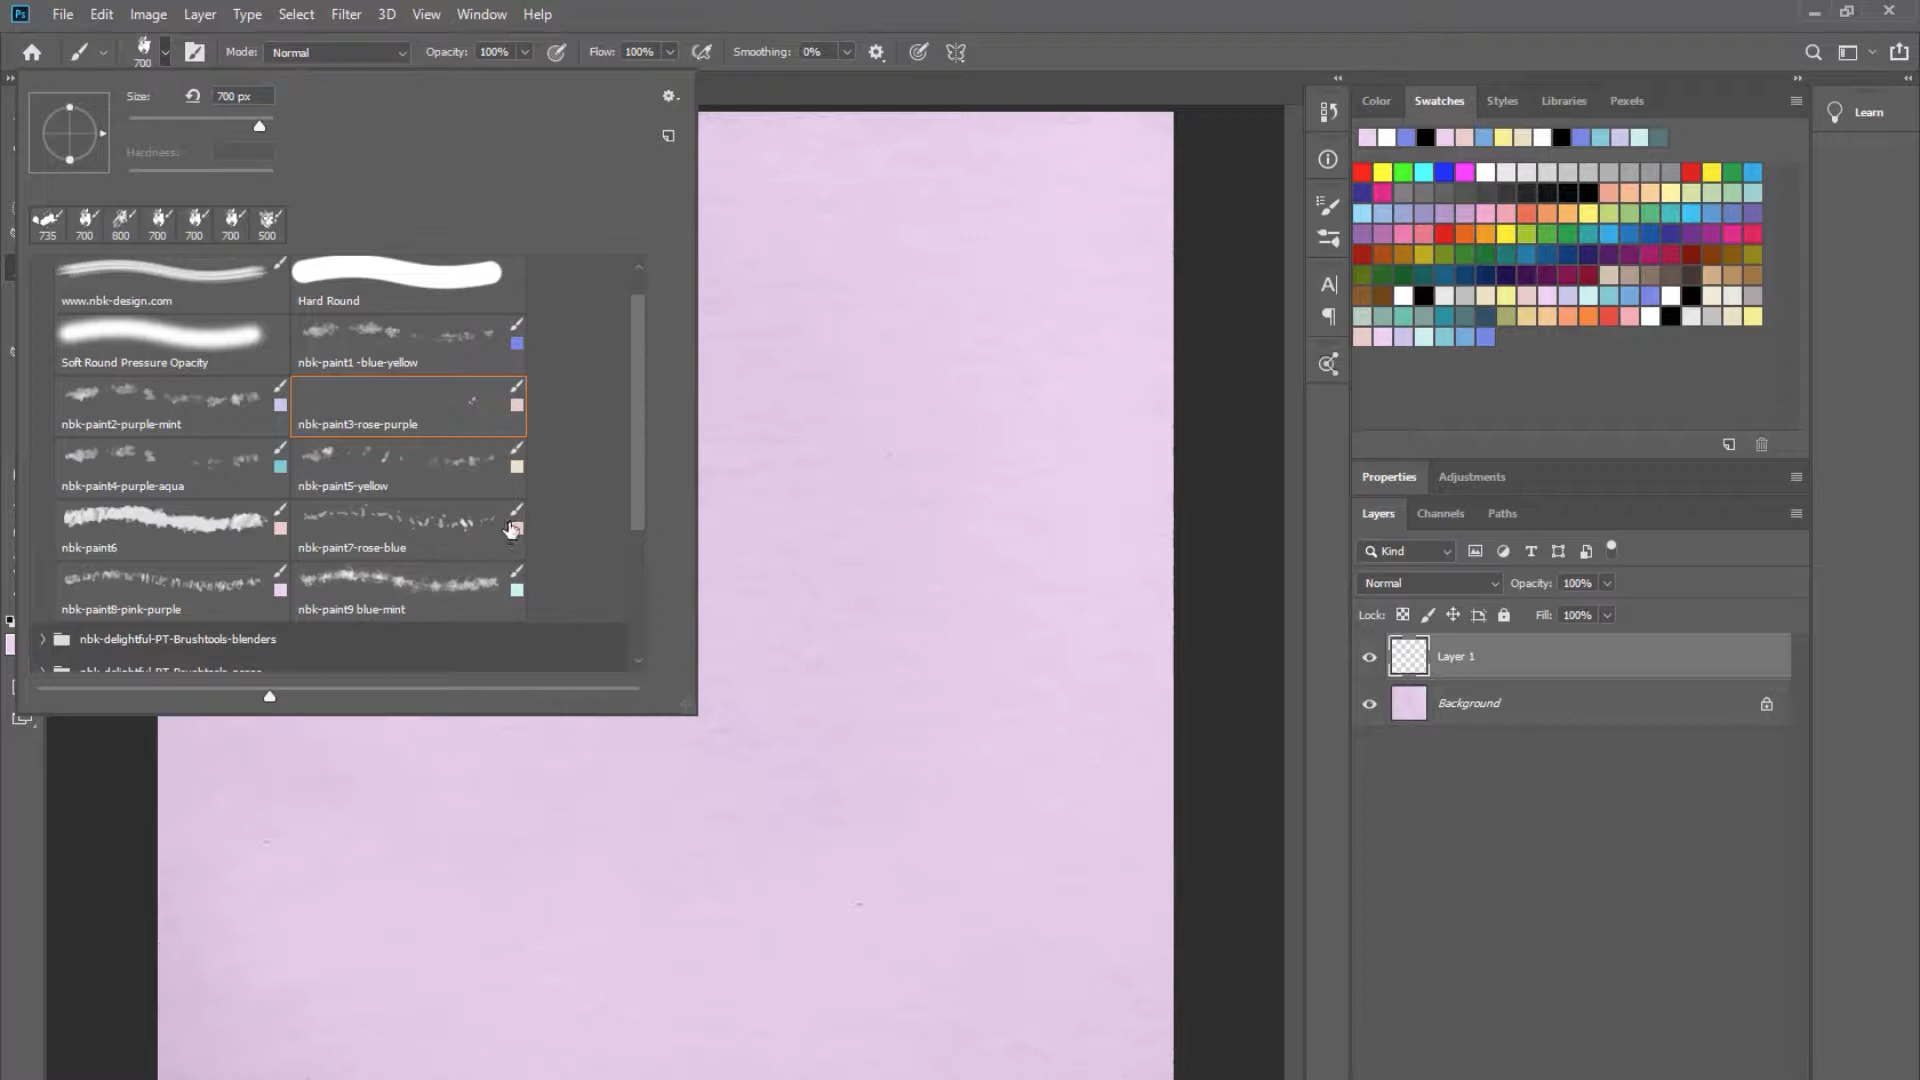 Ps File Edit Image Layer Type Select Filter 3D View Window Help
700 Mode: Normal Opacity: 100% Flow: 100% Smoothing: 0%
Size: 700 px
Hardness:
735 700 800 700 700 700 500
www.nbk-design.com Hard Round
Soft Round Pressure Opacity nbk-paint1 -blue-yellow
nbk-paint2-purple-mint nbk-paint3-rose-purple
nbk-paint4-purple-aqua nbk-paint5-yellow
nbk-paint6 nbk-paint7-rose-blue
nbk-paint8-pink-purple nbk-paint9 blue-mint
nbk-delightful-PT-Brushtools-blenders
Color Swatches Styles Libraries Pexels
Learn
Properties Adjustments
Layers Channels Paths
Kind
Normal Opacity: 100%
Lock: Fill: 100%
Layer 1
Background